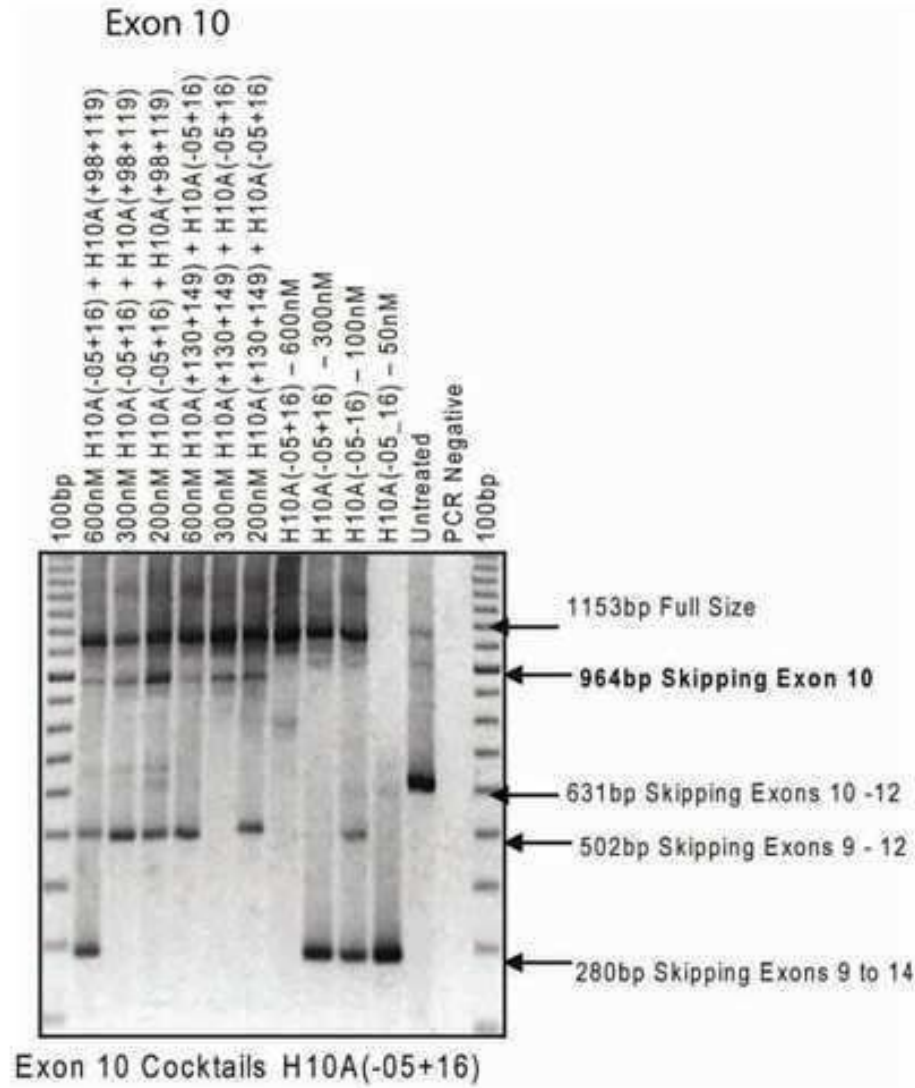 Exon 10
100bp
600nM H10A(-05+16) + H10A(+98+119)
300nM H10A(-05+16) + H10A(+98+119)
200nM H10A(-05+16) + H10A(+98+119)
600nM H10A(+130+149) + H10A(-05+16)
300nM H10A(+130+149) + H10A(-05+16)
200nM H10A(+130+149) + H10A(-05+16)
H10A(-05+16) – 600nM
H10A(-05+16) – 300nM
H10A(-05-16) – 100nM
H10A(-05_16) – 50nM
Untreated
PCR Negative
100bp
1153bp Full Size
964bp Skipping Exon 10
631bp Skipping Exons 10 -12
502bp Skipping Exons 9 - 12
280bp Skipping Exons 9 to 14
Exon 10 Cocktails H10A(-05+16)